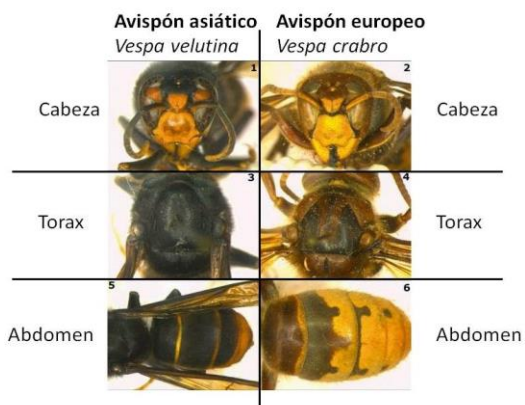 Avispón asiático Avispón europeo
Vespa velutina Vespa crabro
1 2
Cabeza Cabeza
3 4
Torax Torax
5 6
Abdomen Abdomen